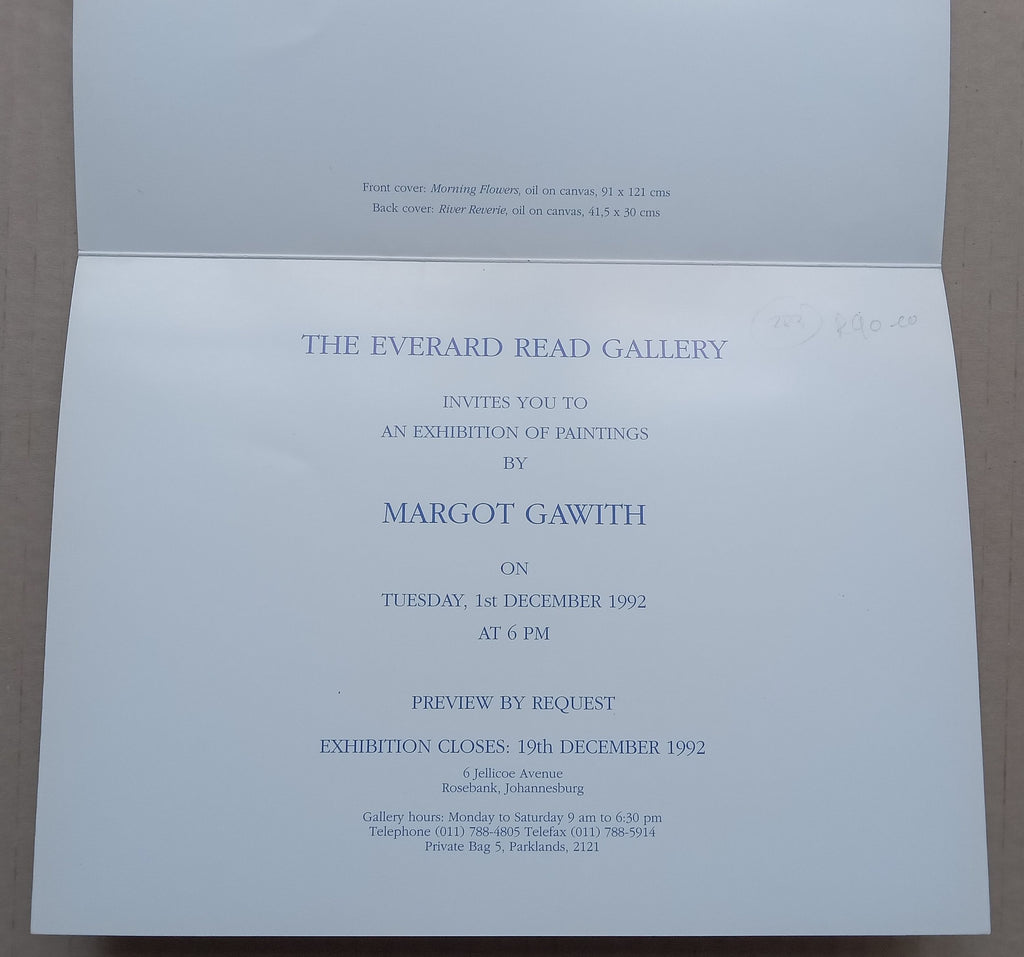 Front cover: Morning Flowers, oil on canvas, 91 x 121 cms
Back cover: River Reverie, oil on canvas, 41,5 x 30 cms
THE EVERARD READ GALLERY
INVITES YOU TO
AN EXHIBITION OF PAINTINGS
BY
MARGOT GAWITH
ON
TUESDAY, 1st DECEMBER 1992
AT 6 PM
PREVIEW BY REQUEST
EXHIBITION CLOSES: 19th DECEMBER 1992
6 Jellicoe Avenue
Rosebank, Johannesburg
Gallery hours: Monday to Saturday 9 am to 6:30 pm
Telephone (011) 788-4805 Telefax (011) 788-5914
Private Bag 5, Parklands, 2121